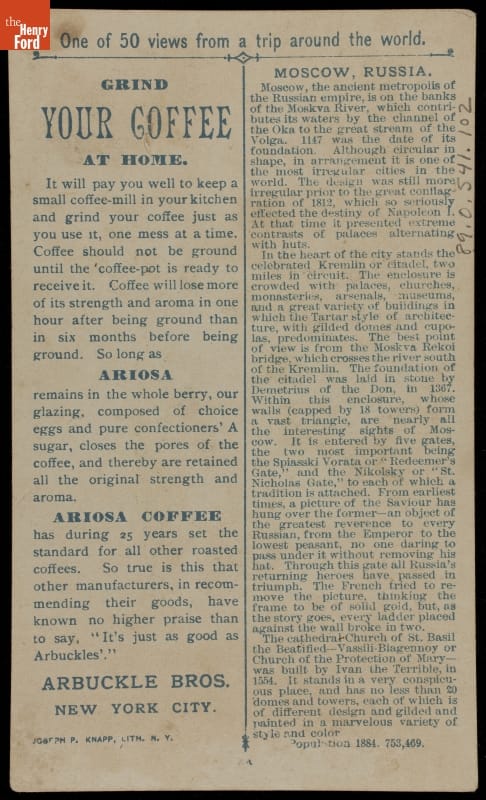 the
Henry
Ford
One of 50 views from a trip around the world.
GRIND
YOUR COFFEE
AT HOME.
It will pay you well to keep a
small coffee-mill in your kitchen
and grind your coffee just as
you use it, one mess at a time.
Coffee should not be ground
until the coffee-pot is ready to
receive it. Coffee will lose more
of its strength and aroma in one
hour after being ground than
in six months before being
ground. So long as
ARIOSA
remains in the whole berry, our
glazing, composed of choice
eggs and pure confectioners' A
sugar, closes the pores of the
coffee, and thereby are retained
all the original strength and
aroma.
ARIOSA COFFEE
has during 25 years set the
standard for all other roasted
coffees. So true is this that
other manufacturers, in recom-
mending their goods, have
known no higher praise than
to say, "It's just as good as
Arbuckles'."
ARBUCKLE BROS.
NEW YORK CITY.
JOSEPH P. KNAPP, LITH. N. Y.
MOSCOW, RUSSIA.
Moscow, the ancient metropolis of
the Russian empire, is on the banks
of the Moskva River, which contri-
butes its waters by the channel of
the Oka to the great stream of the
Volga. 1147 was the date of its
foundation. Although circular in
shape, in arrangement it is one of
the most irregular cities in the
world. The design was still more
irregular prior to the great conflag-
ration of 1812, which so seriously
effected the destiny of Napoleon I.
At that time it presented extreme
contrasts of palaces alternating
with huts.
In the heart of the city stands the
celebrated Kremlin or citadel, two
miles in circuit. The enclosure is
crowded with palaces, churches,
monasteries, arsenals, museums,
and a great variety of buildings in
which the Tartar style of architec-
ture, with gilded domes and cupo-
las, predominates. The best point
of view is from the Moskva Rekoi
bridge, which crosses the river south
of the Kremlin. The foundation of
the citadel was laid in stone by
Demetrius of the Don, in 1367.
Within this enclosure, whose
walls (capped by 18 towers) form
a vast triangle, are nearly all
the interesting sights of Mos-
cow. It is entered by five gates,
the two most important being
the Spiasski Vorata or "Redeemer's
Gate," and the Nikolsky or "St.
Nicholas Gate," to each of which a
tradition is attached. From earliest
times, a picture of the Saviour has
hung over the former—an object of
the greatest reverence to every
Russian, from the Emperor to the
lowest peasant, no one daring to
pass under it without removing his
hat. Through this gate all Russia's
returning heroes have passed in
triumph. The French tried to re-
move the picture, thinking the
frame to be of solid gold, but, as
the story goes, every ladder placed
against the wall broke in two.
The cathedral-Church of St. Basil
the Beatified—Vassili-Blagennoy or
Church of the Protection of Mary—
was built by Ivan the Terrible, in
1554. It stands in a very conspicu-
ous place, and has no less than 20
domes and towers, each of which is
of different design and gilded and
painted in a marvelous variety of
style and color
Population 1884. 753,469.
89.0.541.102